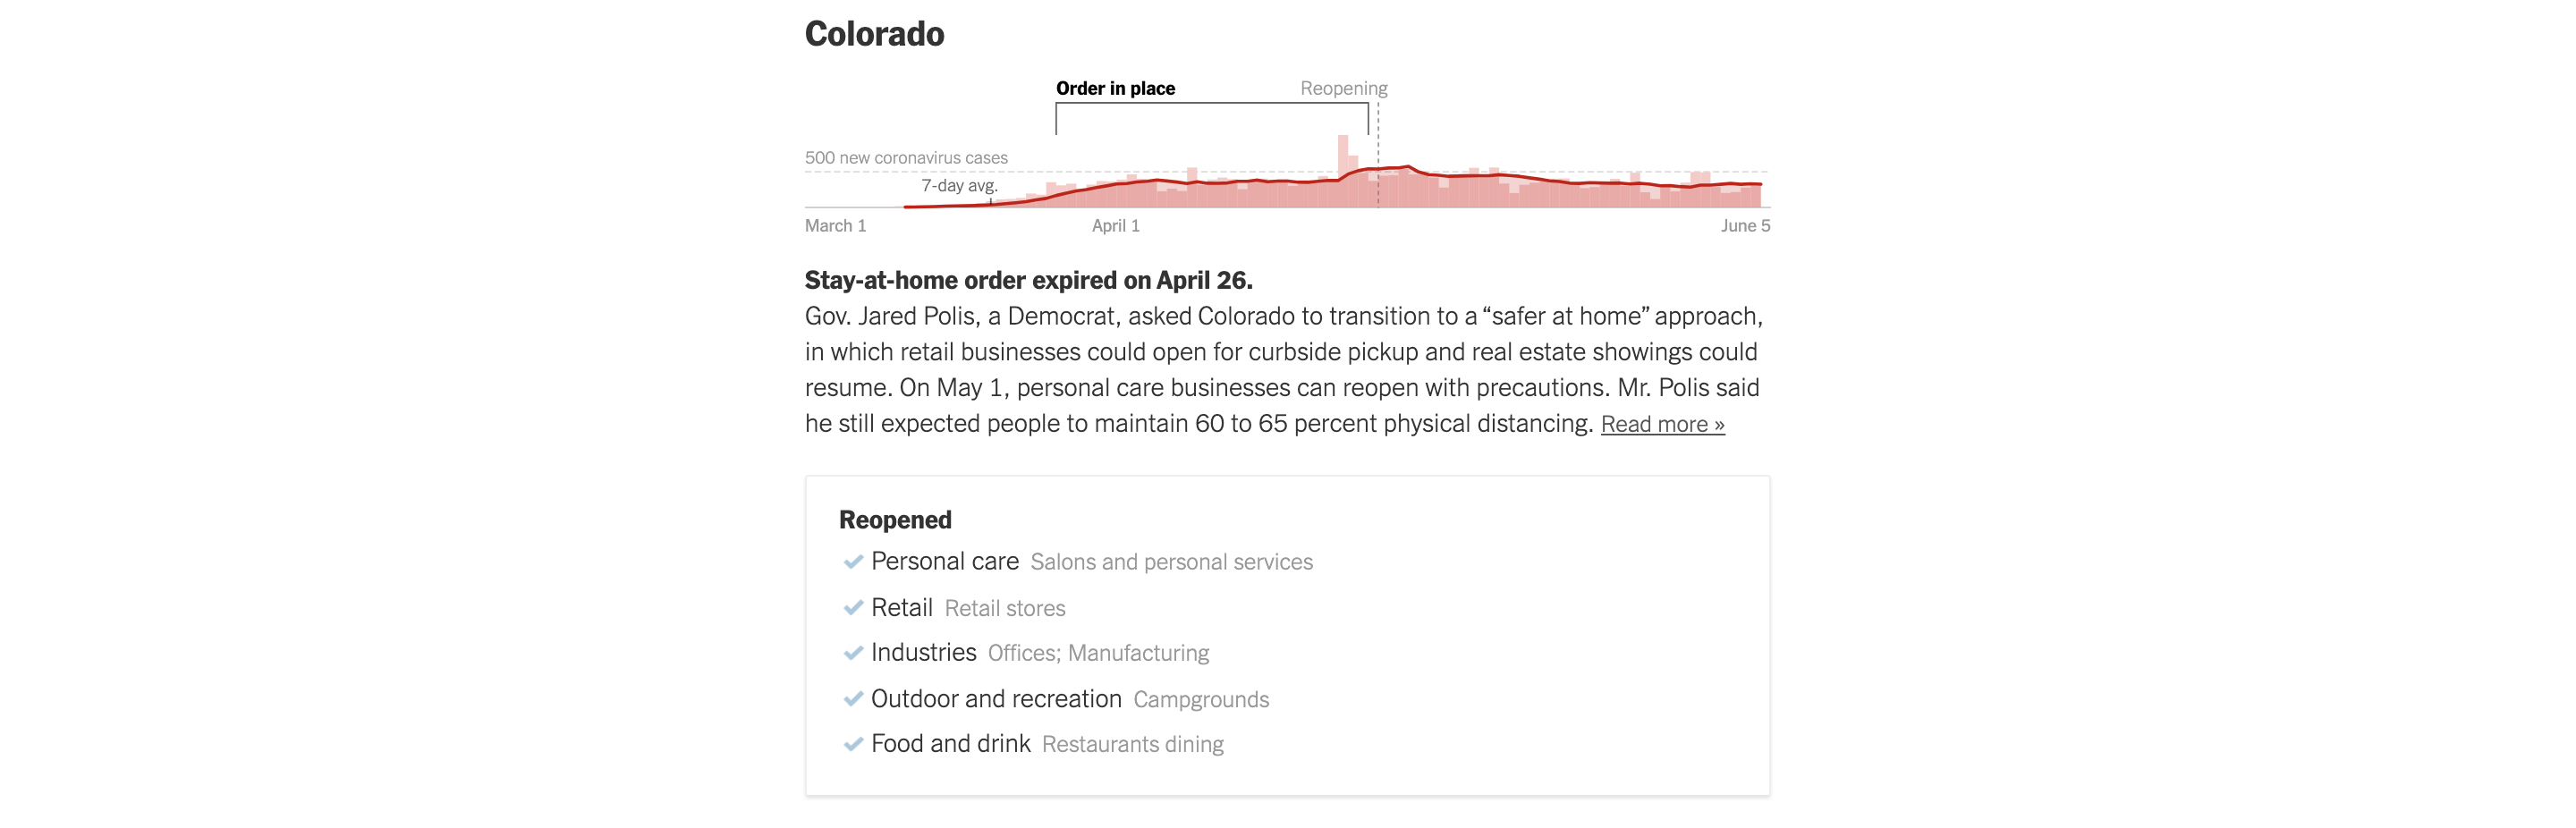 Colorado
Order in place
Reopening
500 new coronavirus cases
7-day avg.
March 1
April 1
June 5
Stay-at-home order expired on April 26.
Gov. Jared Polis, a Democrat, asked Colorado to transition to a “safer at home” approach,
in which retail businesses could open for curbside pickup and real estate showings could
resume. On May 1, personal care businesses can reopen with precautions. Mr. Polis said
he still expected people to maintain 60 to 65 percent physical distancing. Read more »
Reopened
Personal care Salons and personal services
Retail Retail stores
Industries Offices; Manufacturing
Outdoor and recreation Campgrounds
Food and drink Restaurants dining